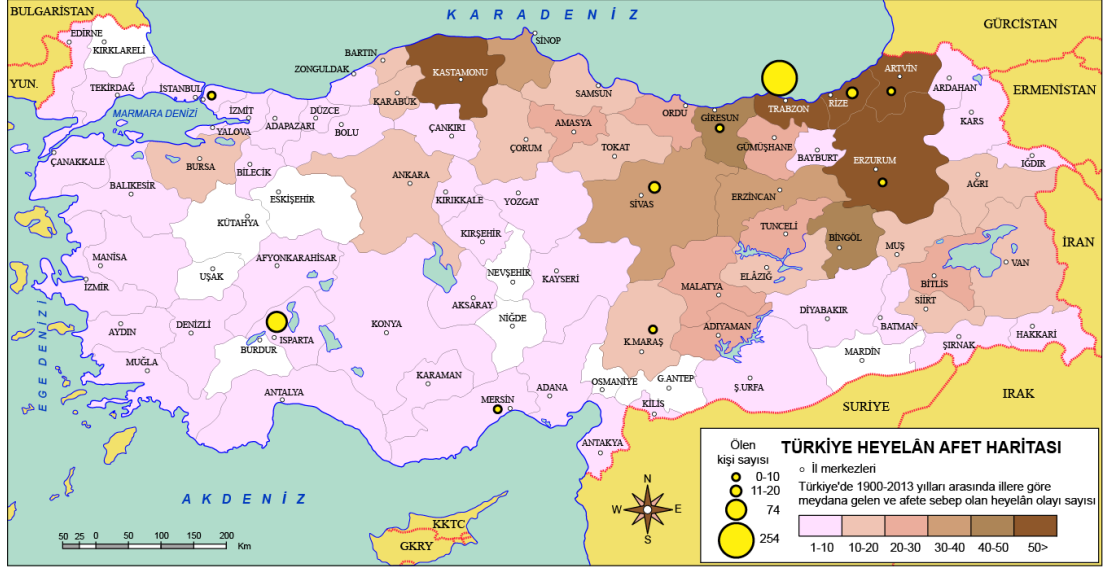 BULGARİSTAN
KARADENİZ
GÜRCİSTAN
EDİRNE
KIRKLARELİ
SİNOP
BARTIN
ZONGULDAK
KASTAMONU
ARTVİN
YUN.
TEKİRDAĞ
İSTANBUL
KARABÜK
SAMSUN
TRABZON
RİZE
ARDAHAN
ERMENİSTAN
MARMARA DENİZİ
İZMİT
DÜZCE
ORDU
GİRESUN
KARS
YALOVA
ADAPAZARI
BOLU
ÇANKIRI
AMASYA
GÜMÜŞHANE
ÇANAKKALE
BURSA
BİLECİK
ÇORUM
TOKAT
BAYBURT
ERZURUM
IĞDIR
BALIKESİR
ESKİŞEHİR
ANKARA
KIRIKKALE
YOZGAT
SİVAS
ERZİNCAN
AĞRI
KÜTAHYA
KIRŞEHİR
TUNCELİ
BİNGÖL
MUŞ
İRAN
MANİSA
UŞAK
AFYONKARAHİSAR
NEVŞEHİR
KAYSERİ
ELÂZIĞ
VAN
İZMİR
AKSARAY
MALATYA
BİTLİS
SİİRT
EGE DENİZİ
AYDIN
DENİZLİ
ISPARTA
KONYA
NİĞDE
DİYABAKIR
BATMAN
BURDUR
K.MARAŞ
ADIYAMAN
ŞIRNAK
HAKKARİ
MUĞLA
MARDİN
ANTALYA
KARAMAN
MERSİN
ADANA
OSMANİYE
G.ANTEP
Ş.URFA
KİLİS
SURİYE
IRAK
ANTAKYA
AKDENİZ
KKTC
GKRY
50 25 0 50 100 150 200
Km
N
W E
S
Ölen
kişi sayısı
0-10
11-20
74
254
TÜRKİYE HEYELÂN AFET HARİTASI
İl merkezleri
Türkiye'de 1900-2013 yılları arasında illere göre
meydana gelen ve afete sebep olan heyelân olayı sayısı
1-10 10-20 20-30 30-40 40-50 50>